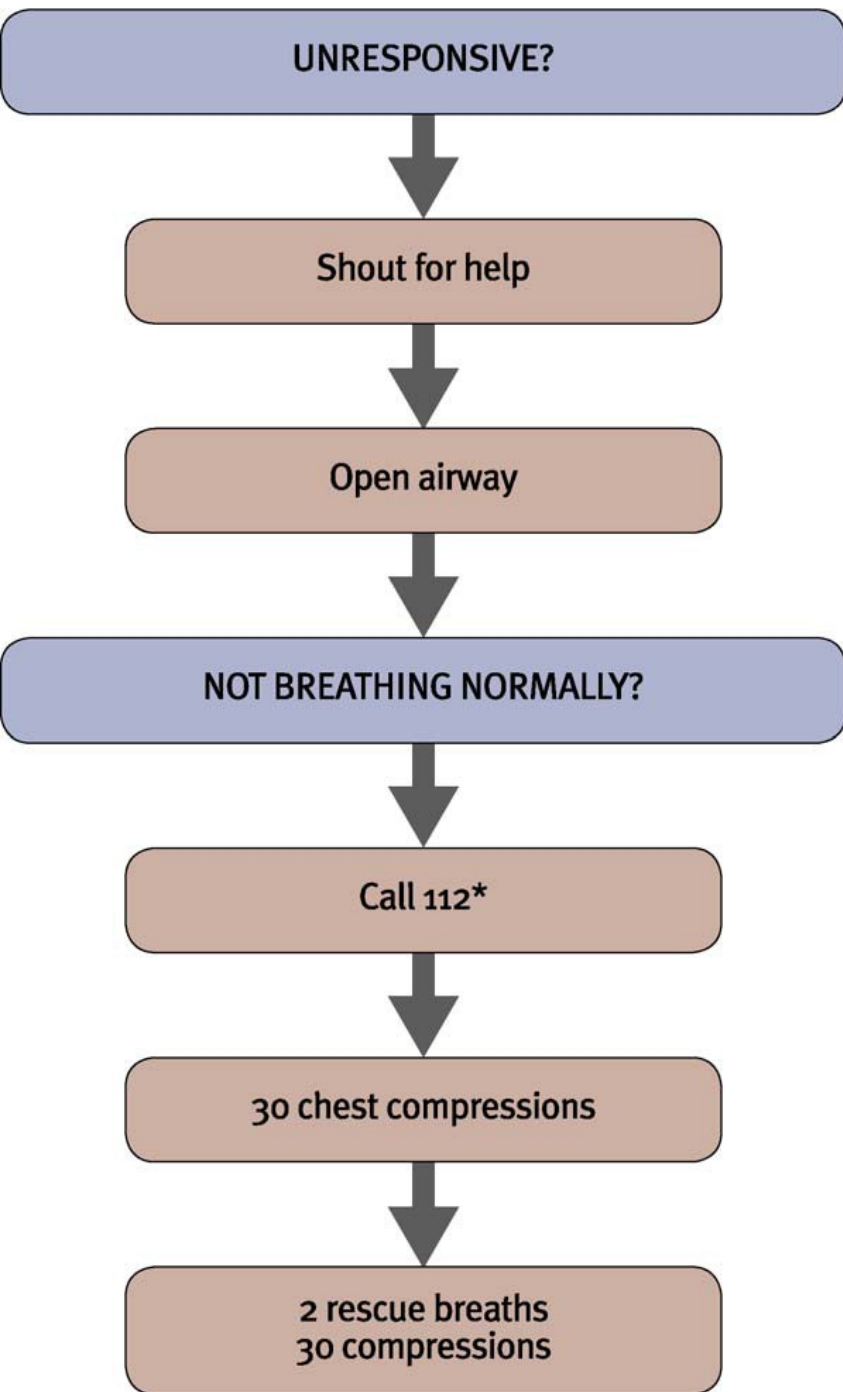 UNRESPONSIVE?
Shout for help
Open airway
NOT BREATHING NORMALLY?
Call 112*
30 chest compressions
2 rescue breaths
30 compressions